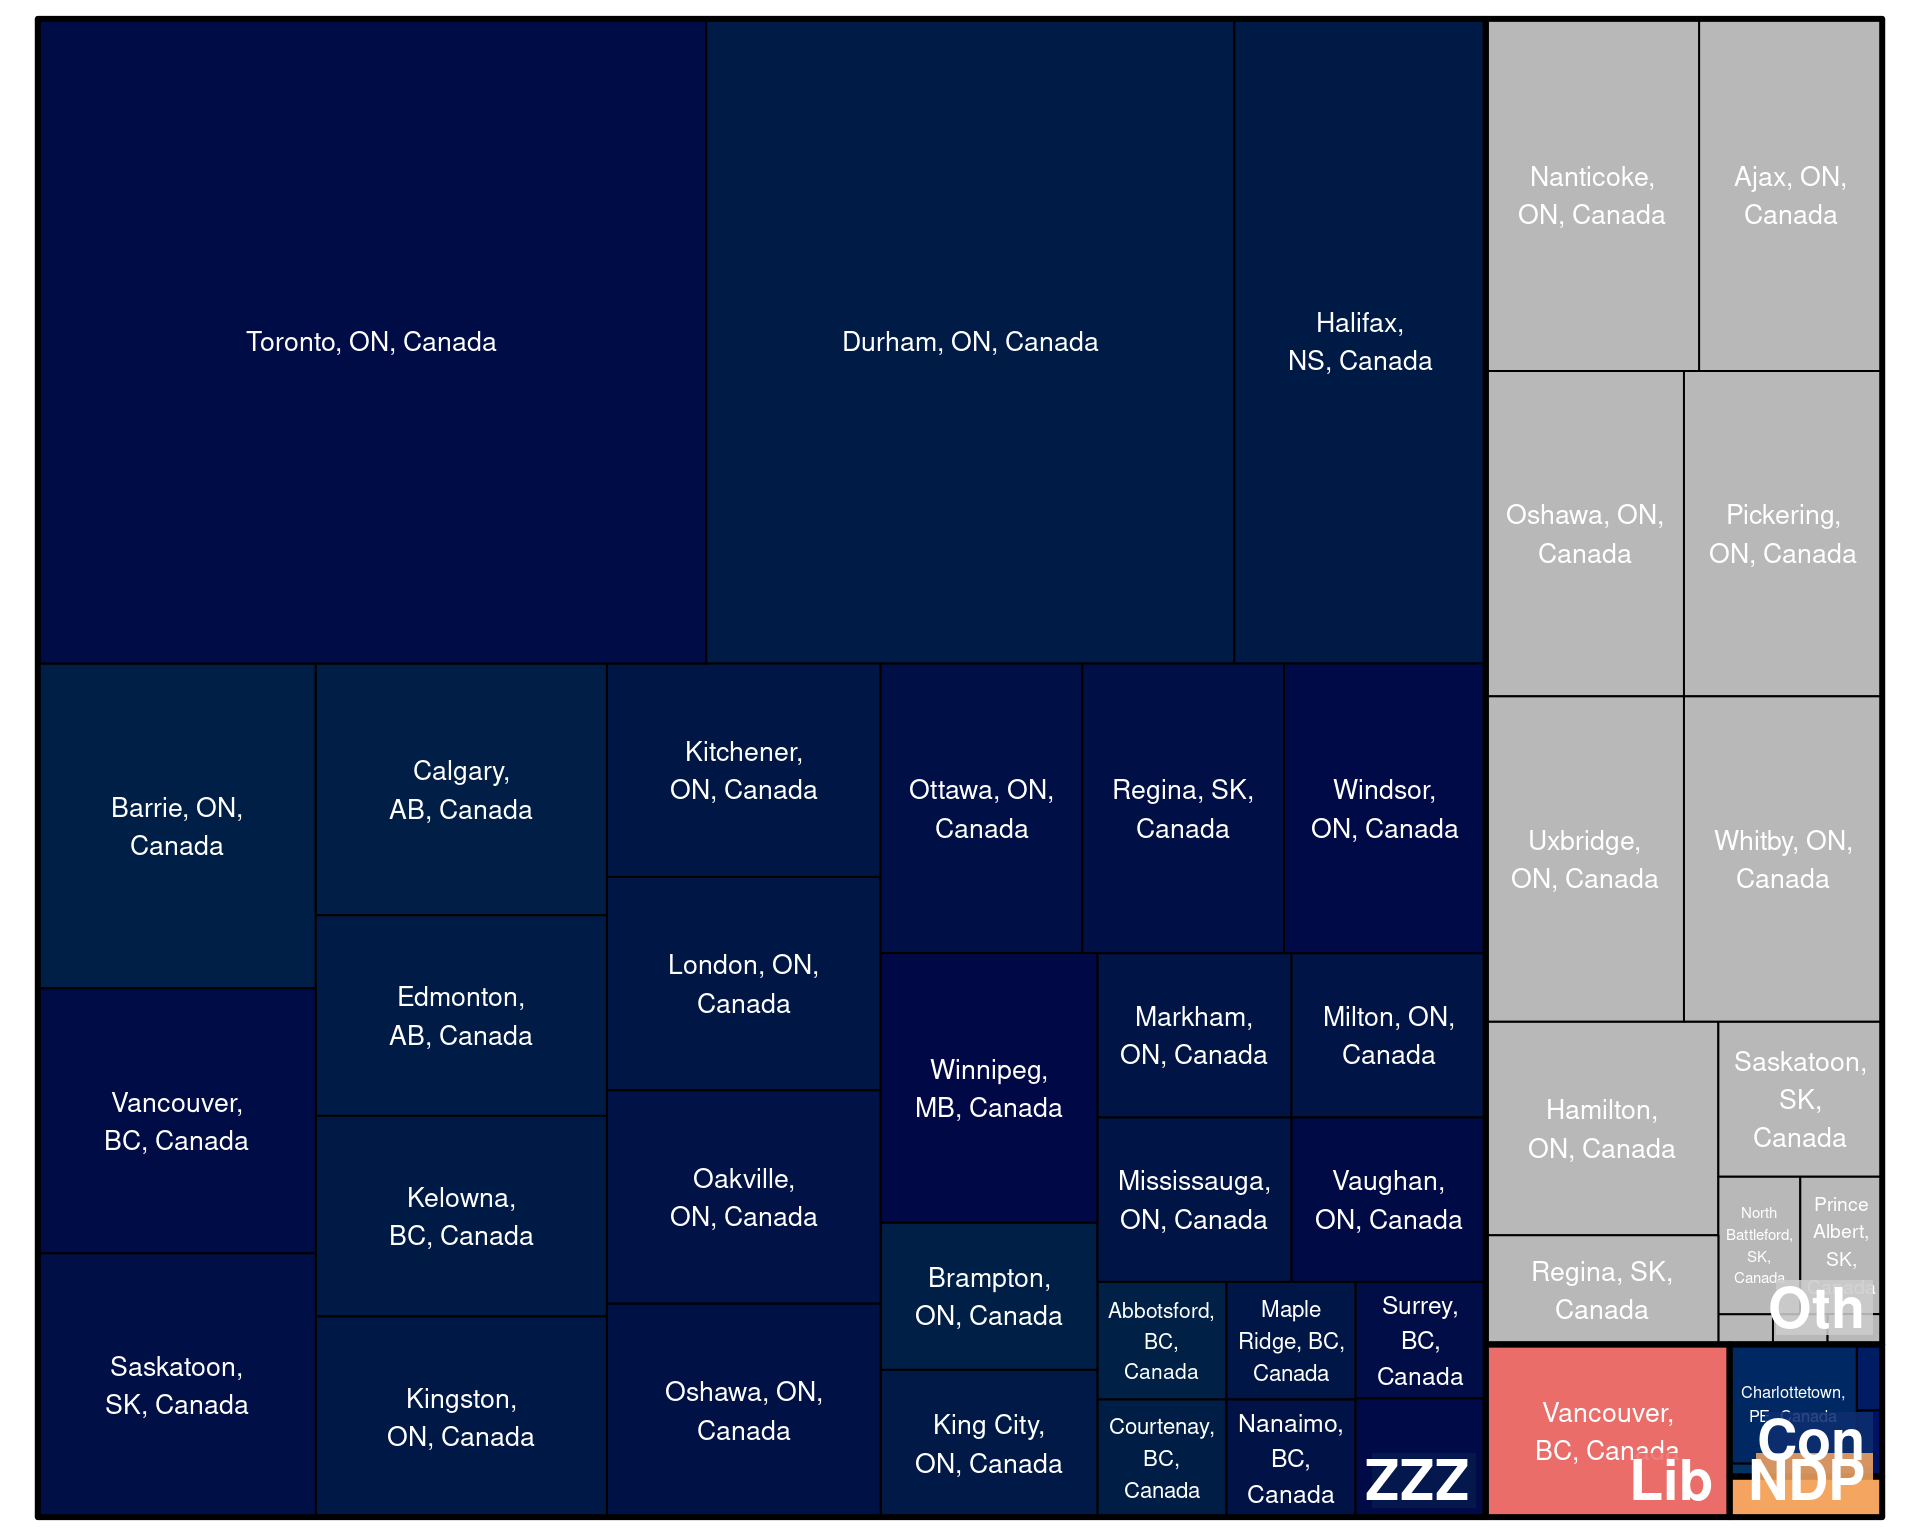 Toronto, ON, Canada
Durham, ON, Canada
Halifax,
NS, Canada
Barrie, ON,
Canada
Vancouver,
BC, Canada
Saskatoon,
SK, Canada
Calgary,
AB, Canada
Edmonton,
AB, Canada
Kelowna,
BC, Canada
Kingston,
ON, Canada
Kitchener,
ON, Canada
London, ON,
Canada
Oakville,
ON, Canada
Oshawa, ON,
Canada
Ottawa, ON,
Canada
Regina, SK,
Canada
Windsor,
ON, Canada
Winnipeg,
MB, Canada
Brampton,
ON, Canada
King City,
ON, Canada
Markham,
ON, Canada
Milton, ON,
Canada
Mississauga,
ON, Canada
Vaughan,
ON, Canada
Abbotsford,
BC,
Canada
Maple
Ridge, BC,
Canada
Surrey,
BC,
Canada
Courtenay,
BC,
Canada
Nanaimo,
BC,
Canada
ZZZ
Nanticoke,
ON, Canada
Ajax, ON,
Canada
Oshawa, ON,
Canada
Pickering,
ON, Canada
Uxbridge,
ON, Canada
Whitby, ON,
Canada
Hamilton,
ON, Canada
Regina, SK,
Canada
Saskatoon,
SK,
Canada
North
Battleford,
SK,
Canada
Prince
Albert,
SK,
Canada
Oth
Vancouver,
BC, Canada
Lib
Charlottetown,
PE, Canada
Con
NDP